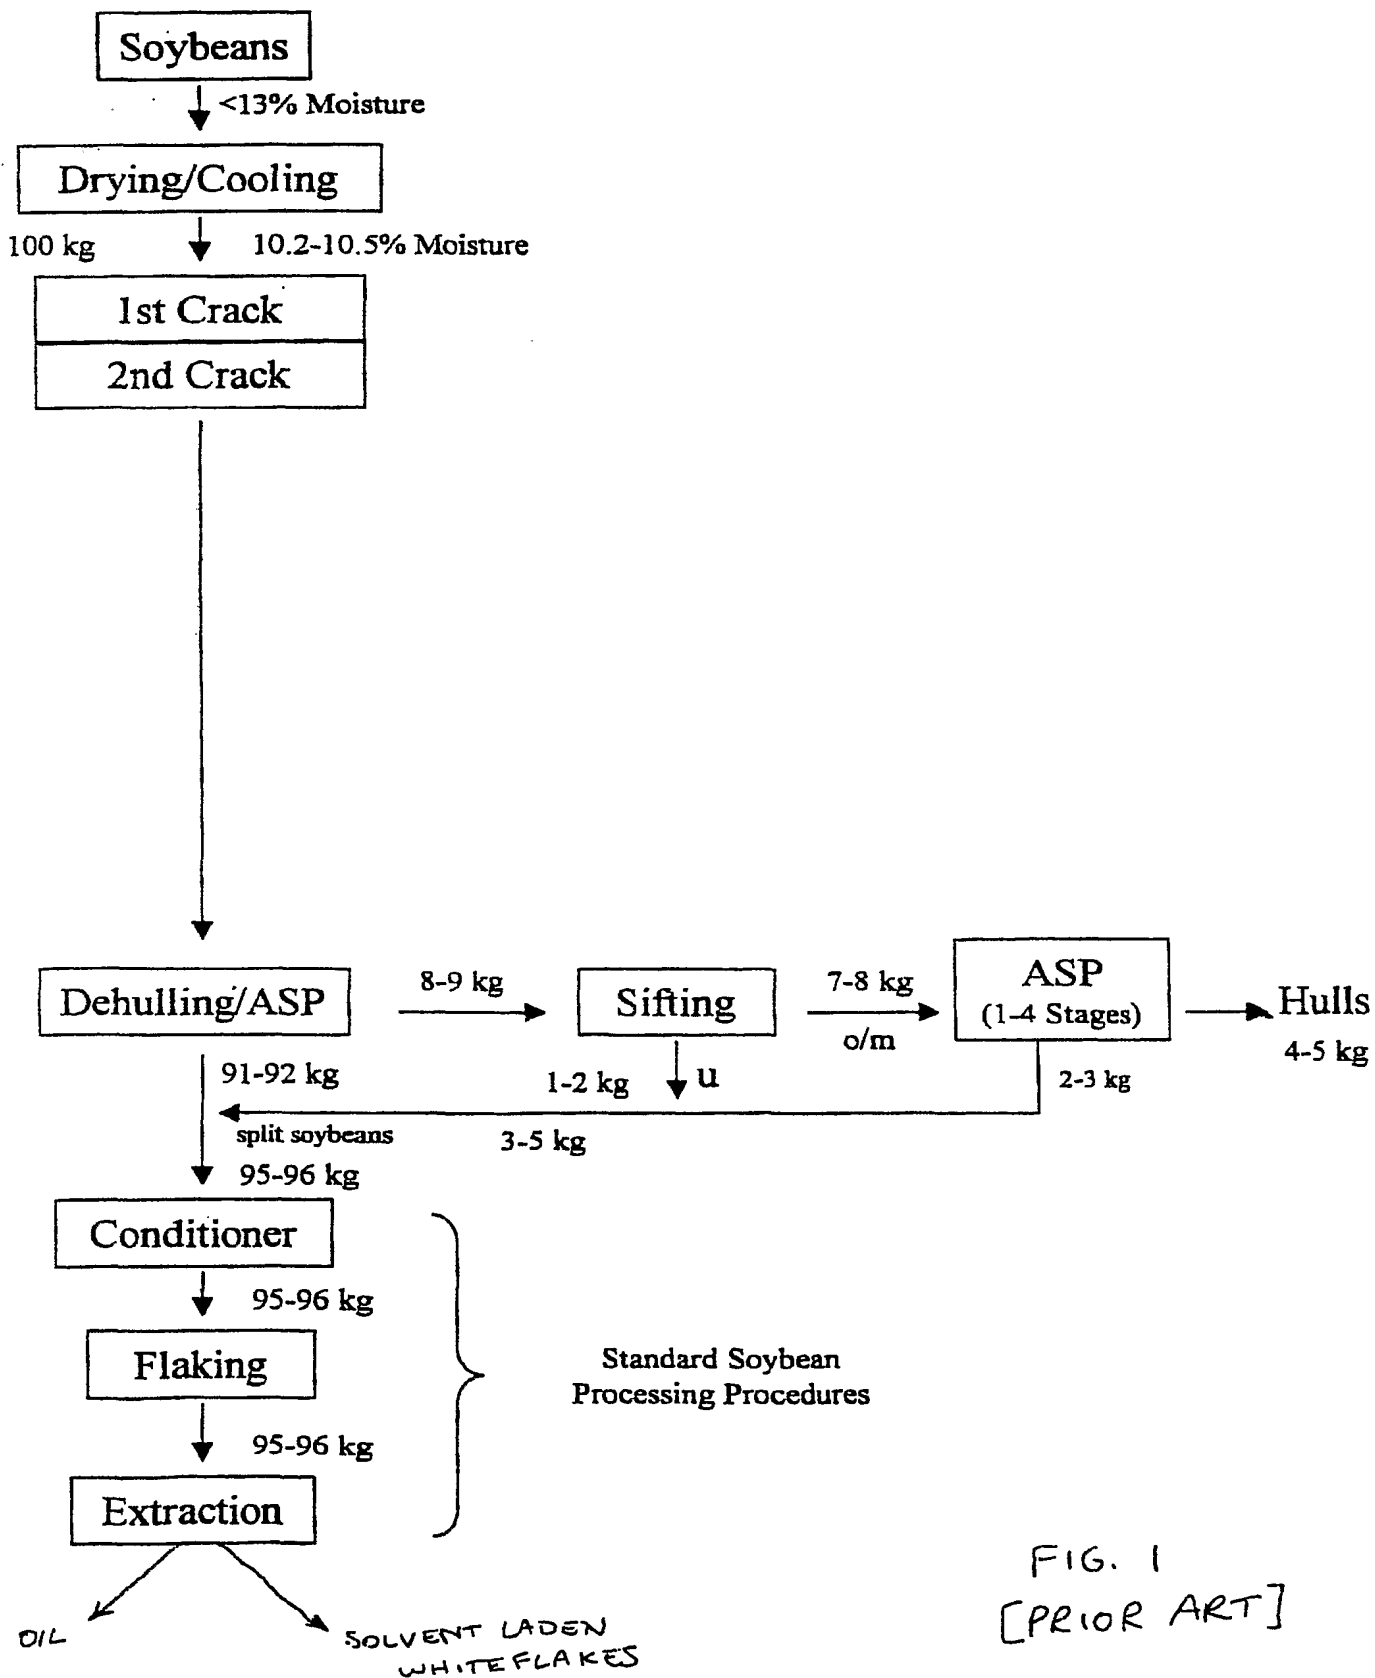 Soybeans
<13% Moisture
Drying/Cooling
100 kg
10.2-10.5% Moisture
1st Crack
2nd Crack
Dehulling/ASP
8-9 kg
Sifting
7-8 kg
o/m
ASP
(1-4 Stages)
Hulls
4-5 kg
91-92 kg
1-2 kg
u
2-3 kg
split soybeans
3-5 kg
95-96 kg
Conditioner
95-96 kg
Flaking
Standard Soybean
Processing Procedures
95-96 kg
Extraction
OIL
SOLVENT LADEN
WHITEFLAKES
FIG. 1
[PRIOR ART]